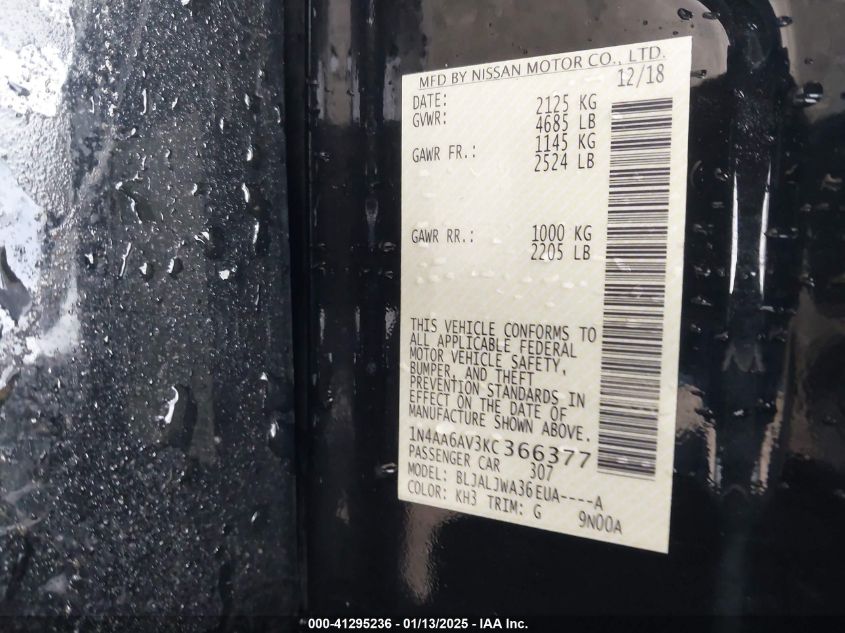 MFD BY NISSAN MOTOR CO., LTD.
DATE: 12/18
GVWR: 2125 KG
4685 LB
GAWR FR.: 1145 KG
2524 LB
GAWR RR.: 1000 KG
2205 LB
THIS VEHICLE CONFORMS TO
ALL APPLICABLE FEDERAL
MOTOR VEHICLE SAFETY,
BUMPER, AND THEFT
PREVENTION STANDARDS IN
EFFECT ON THE DATE OF
MANUFACTURE SHOWN ABOVE.
1N4AA6AV3KC366377
PASSENGER CAR 307
MODEL: BLJALJWA36EUA----A
COLOR: KH3 TRIM: G 9N00A
000-41295236 - 01/13/2025 - IAA Inc.